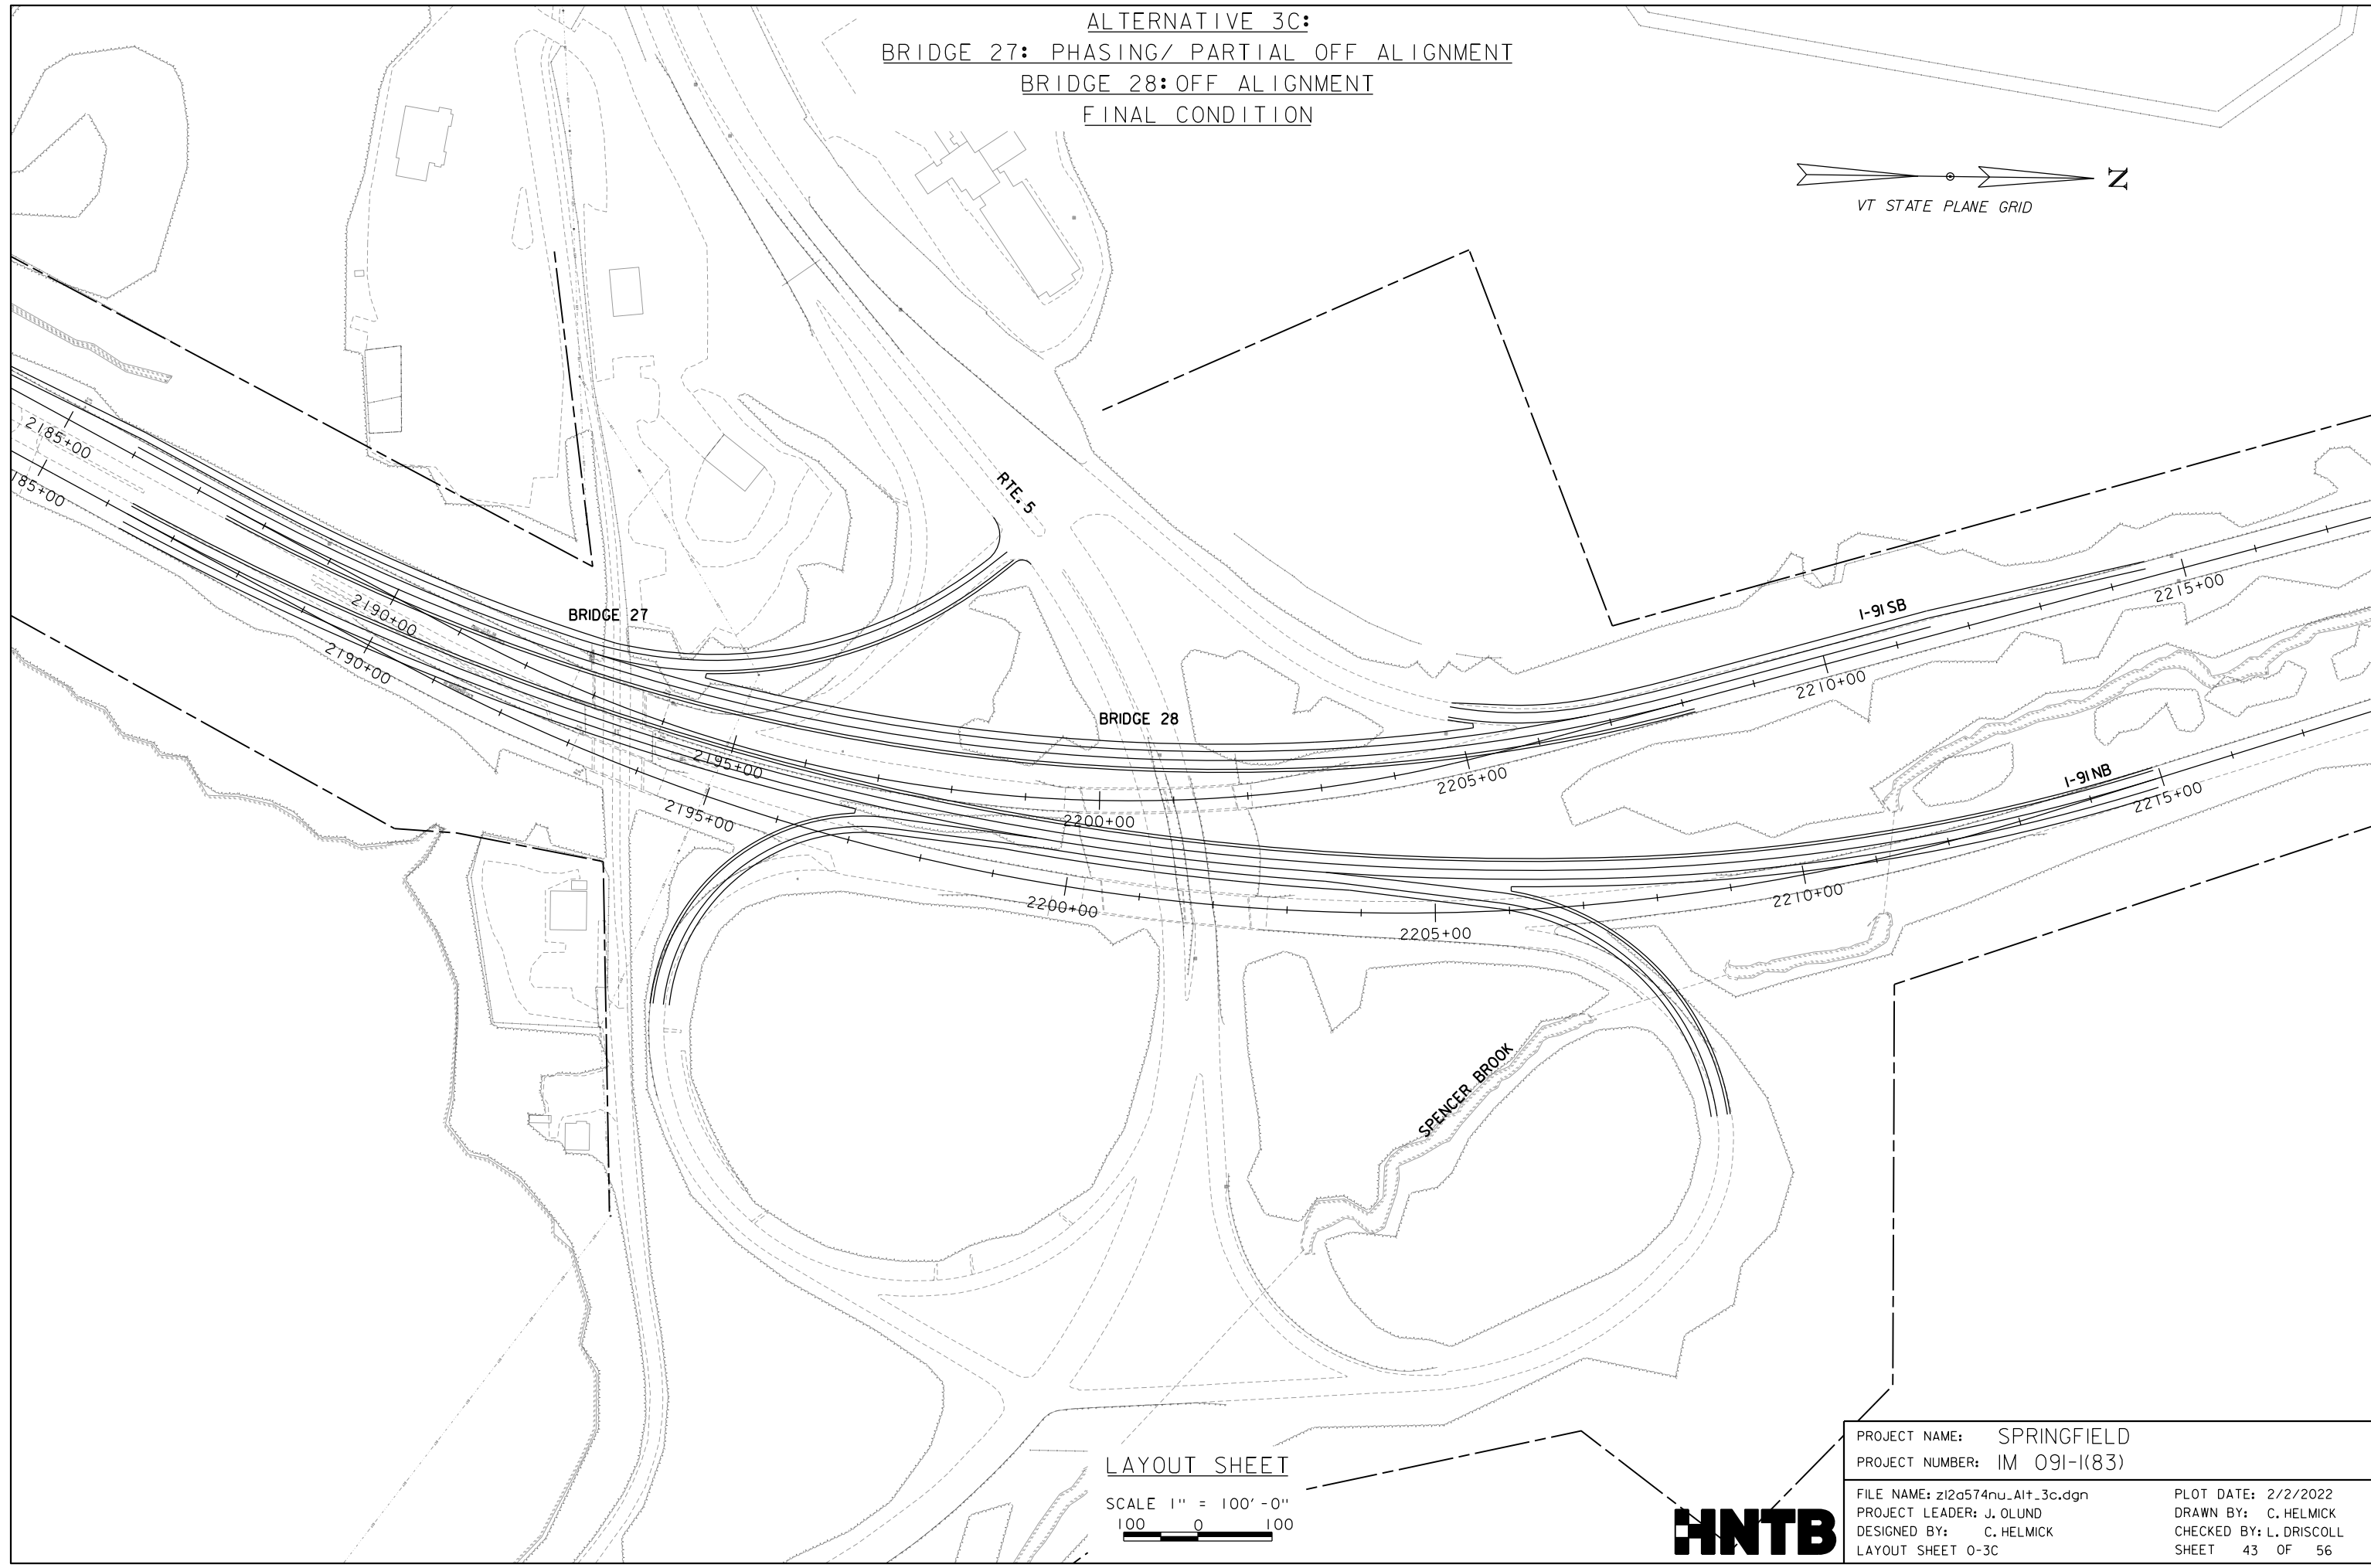 ALTERNATIVE 3C:
BRIDGE 27: PHASING/ PARTIAL OFF ALIGNMENT
BRIDGE 28: OFF ALIGNMENT
FINAL CONDITION
N
VT STATE PLANE GRID
2185+00
185+00
RTE. 5
2190+00
BRIDGE 27
2190+00
I-91 SB
2215+00
2210+00
BRIDGE 28
2195+00
2205+00
I-91 NB
2215+00
2195+00
2200+00
2210+00
2200+00
2205+00
SPENCER BROOK
LAYOUT SHEET
SCALE 1" = 100'-0"
100 0 100
HNTB
PROJECT NAME: SPRINGFIELD
PROJECT NUMBER: IM 091-1(83)
FILE NAME: z12a574nu_Alt_3c.dgn
PROJECT LEADER: J. OLUND
DESIGNED BY: C. HELMICK
LAYOUT SHEET 0-3C
PLOT DATE: 2/2/2022
DRAWN BY: C. HELMICK
CHECKED BY: L. DRISCOLL
SHEET 43 OF 56